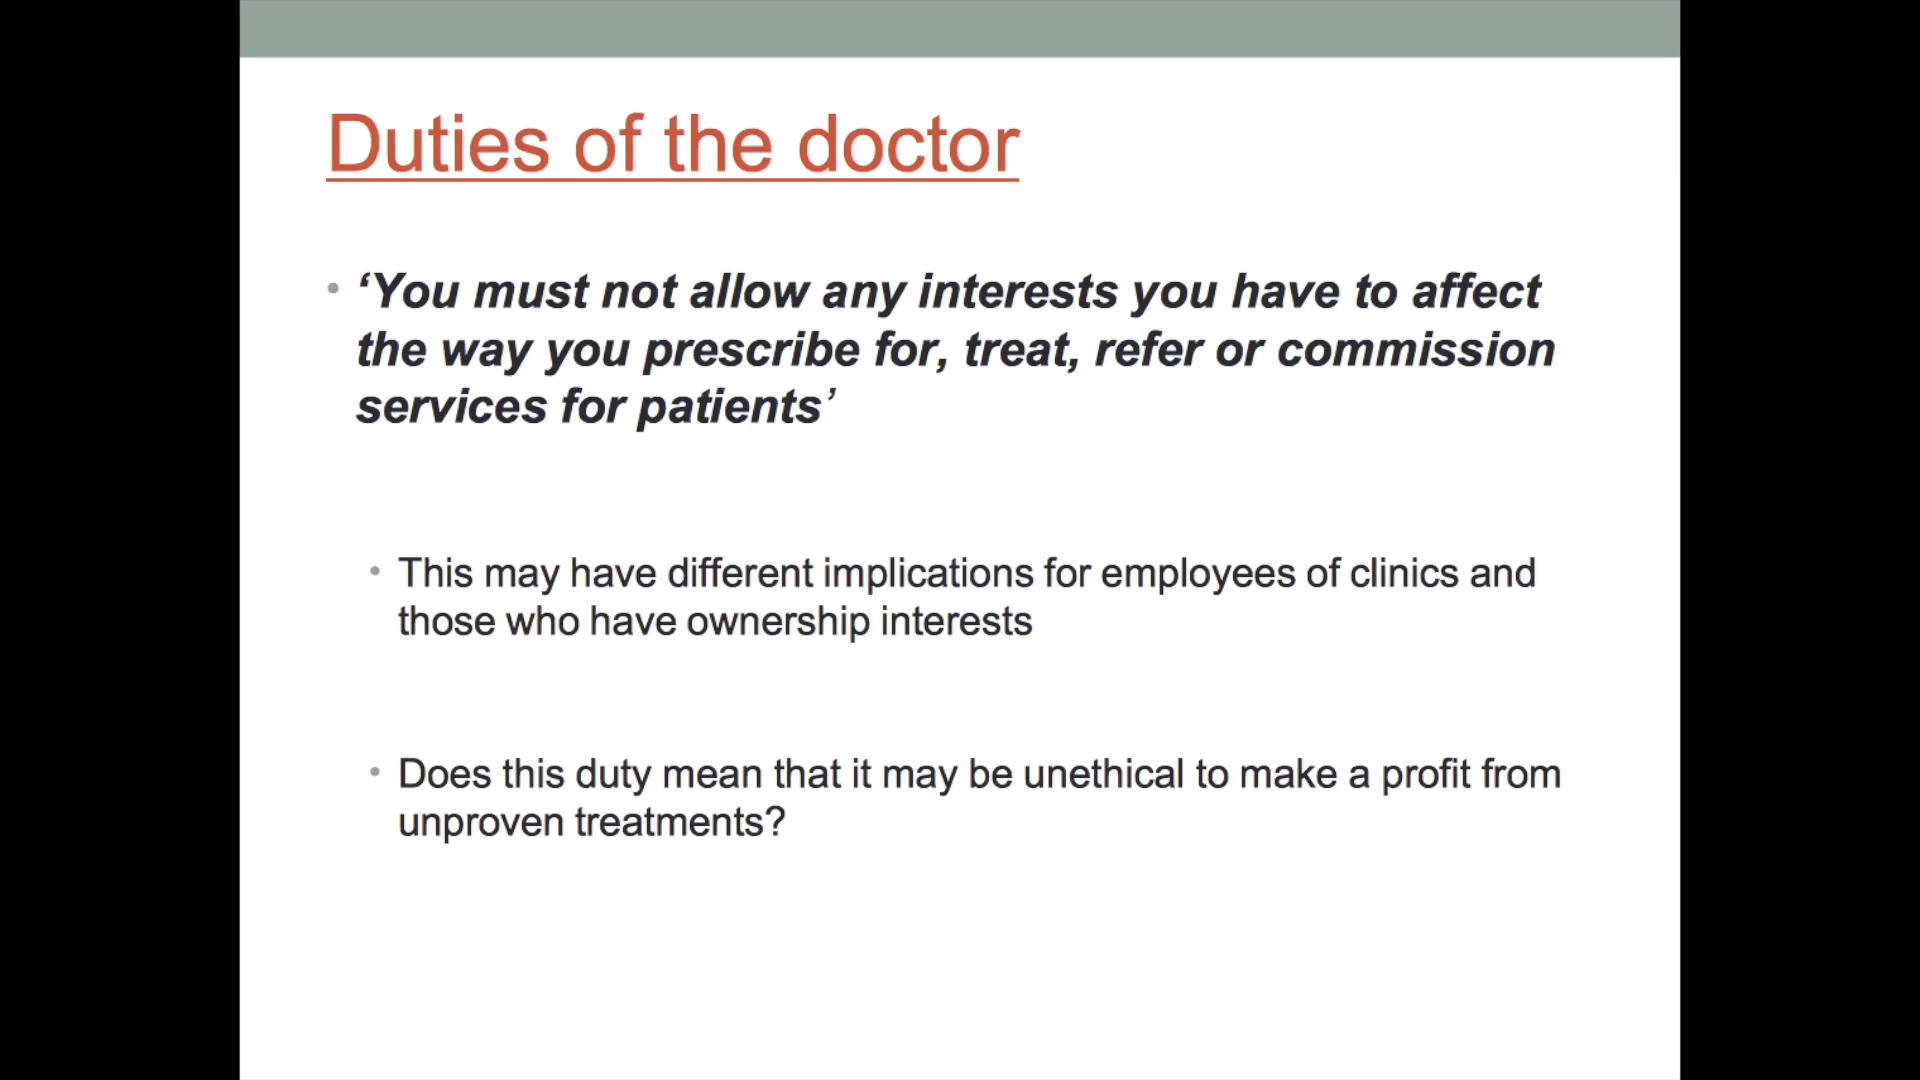 Duties of the doctor
• ‘You must not allow any interests you have to affect
the way you prescribe for, treat, refer or commission
services for patients’
• This may have different implications for employees of clinics and
those who have ownership interests
• Does this duty mean that it may be unethical to make a profit from
unproven treatments?